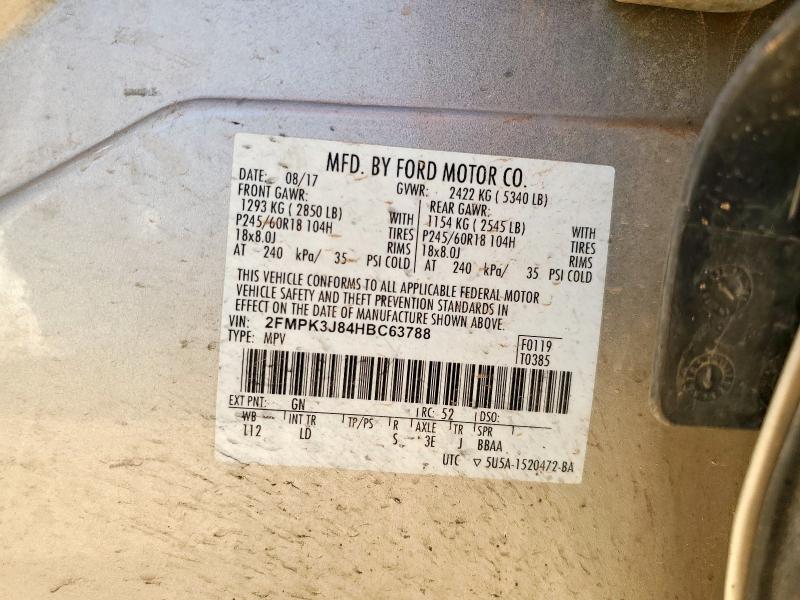 MFD. BY FORD MOTOR CO.
DATE: 08/17 GVWR: 2422 KG ( 5340 LB)
FRONT GAWR: REAR GAWR:
1293 KG ( 2850 LB) WITH 1154 KG ( 2545 LB) WITH
P245/60R18 104H TIRES P245/60R18 104H TIRES
18x8.0J RIMS 18x8.0J RIMS
AT 240 kPa/ 35 PSI COLD AT 240 kPa/ 35 PSI COLD
THIS VEHICLE CONFORMS TO ALL APPLICABLE FEDERAL MOTOR
VEHICLE SAFETY AND THEFT PREVENTION STANDARDS IN
EFFECT ON THE DATE OF MANUFACTURE SHOWN ABOVE.
VIN: 2FMPK3J84HBC63788
TYPE: MPV
F0119
T0385
EXT PNT: GN RC: 52 DSO:
WB INT TR TP/PS R AXLE TR SPR
112 LD S 3E J BBAA
UTC ▽ 5U5A-1520472-BA